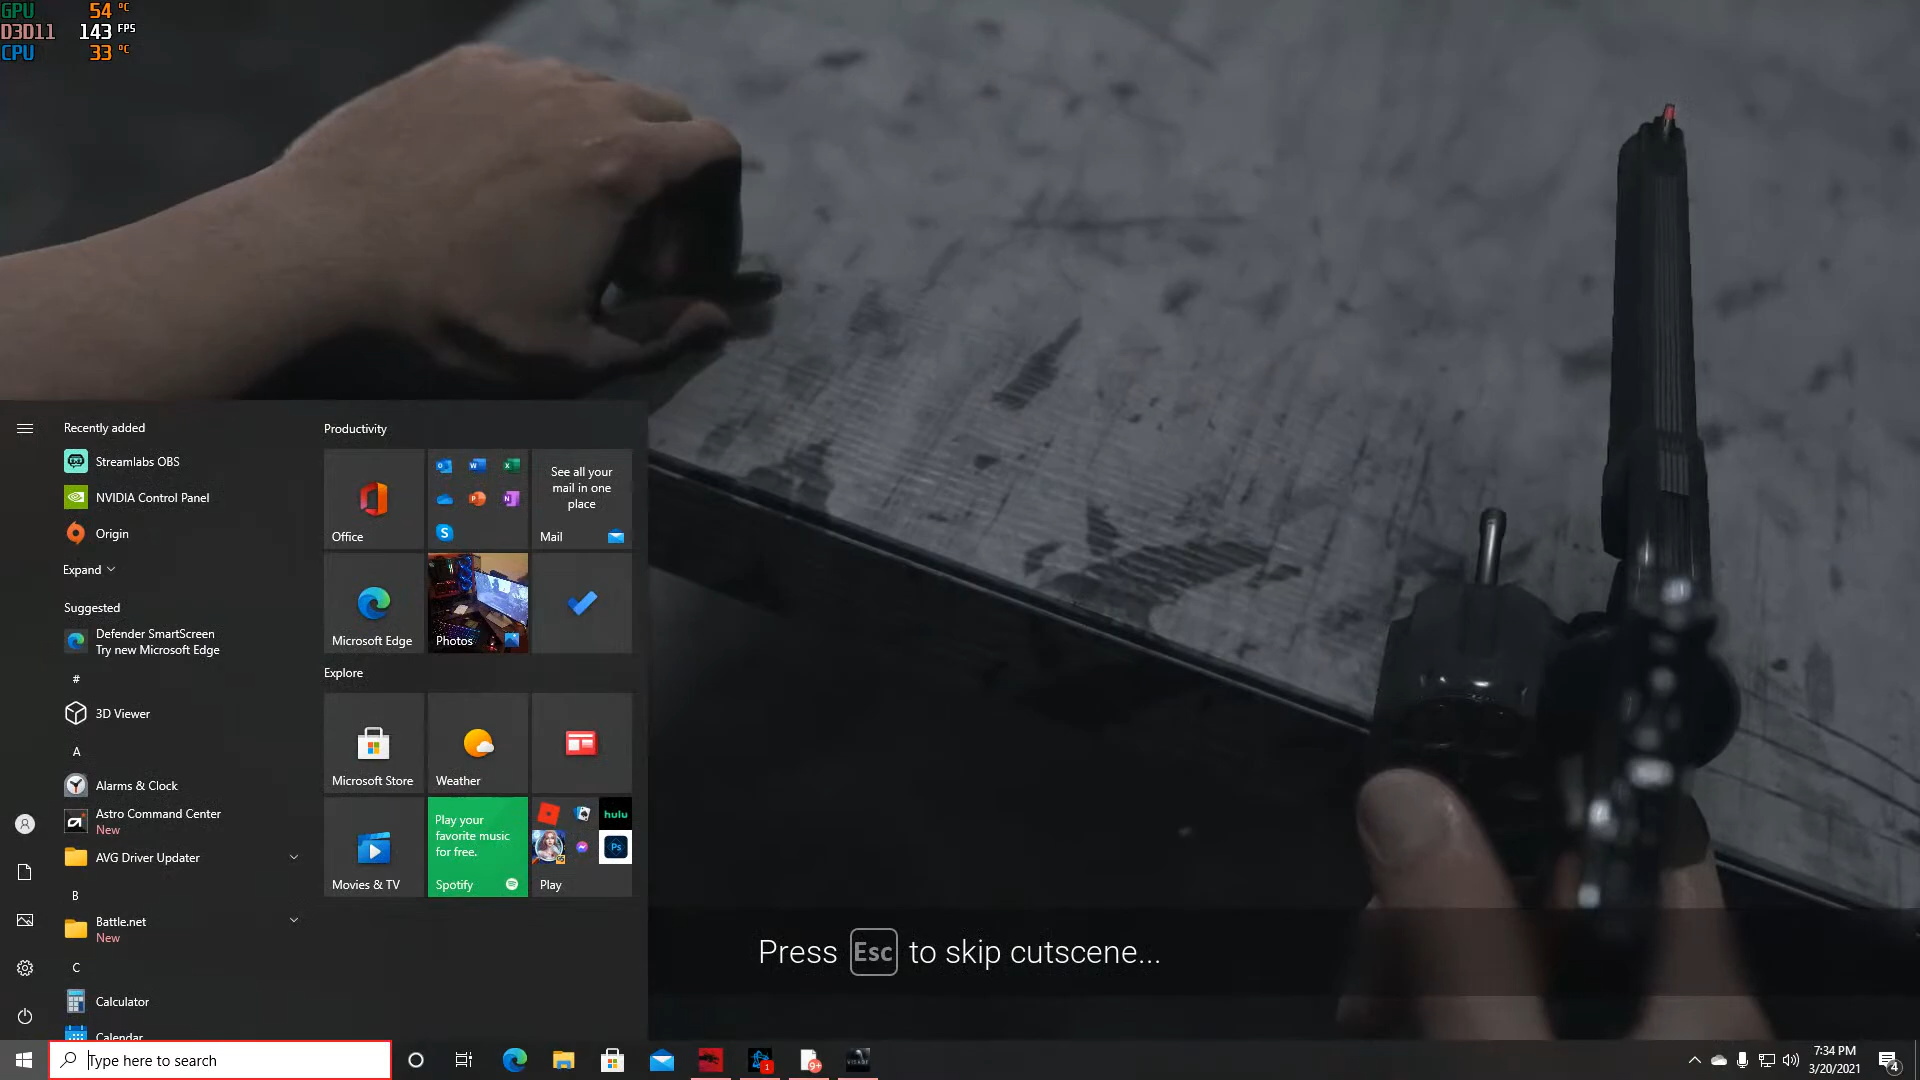 GPU 54 °C
D3D11 143 FPS
CPU 33 °C
Recently added
Streamlabs OBS
NVIDIA Control Panel
Origin
Expand
Suggested
Defender SmartScreen
Try new Microsoft Edge
#
3D Viewer
A
Alarms & Clock
Astro Command Center
New
AVG Driver Updater
B
Battle.net
New
C
Calculator
Calendar
Productivity
Office
See all your
mail in one
place
Mail
Microsoft Edge
Photos
Explore
Microsoft Store
Weather
Movies & TV
Play your
favorite music
for free.
Spotify
hulu
Ps
Play
Press Esc to skip cutscene...
Type here to search
1
9+
7:34 PM
3/20/2021
4